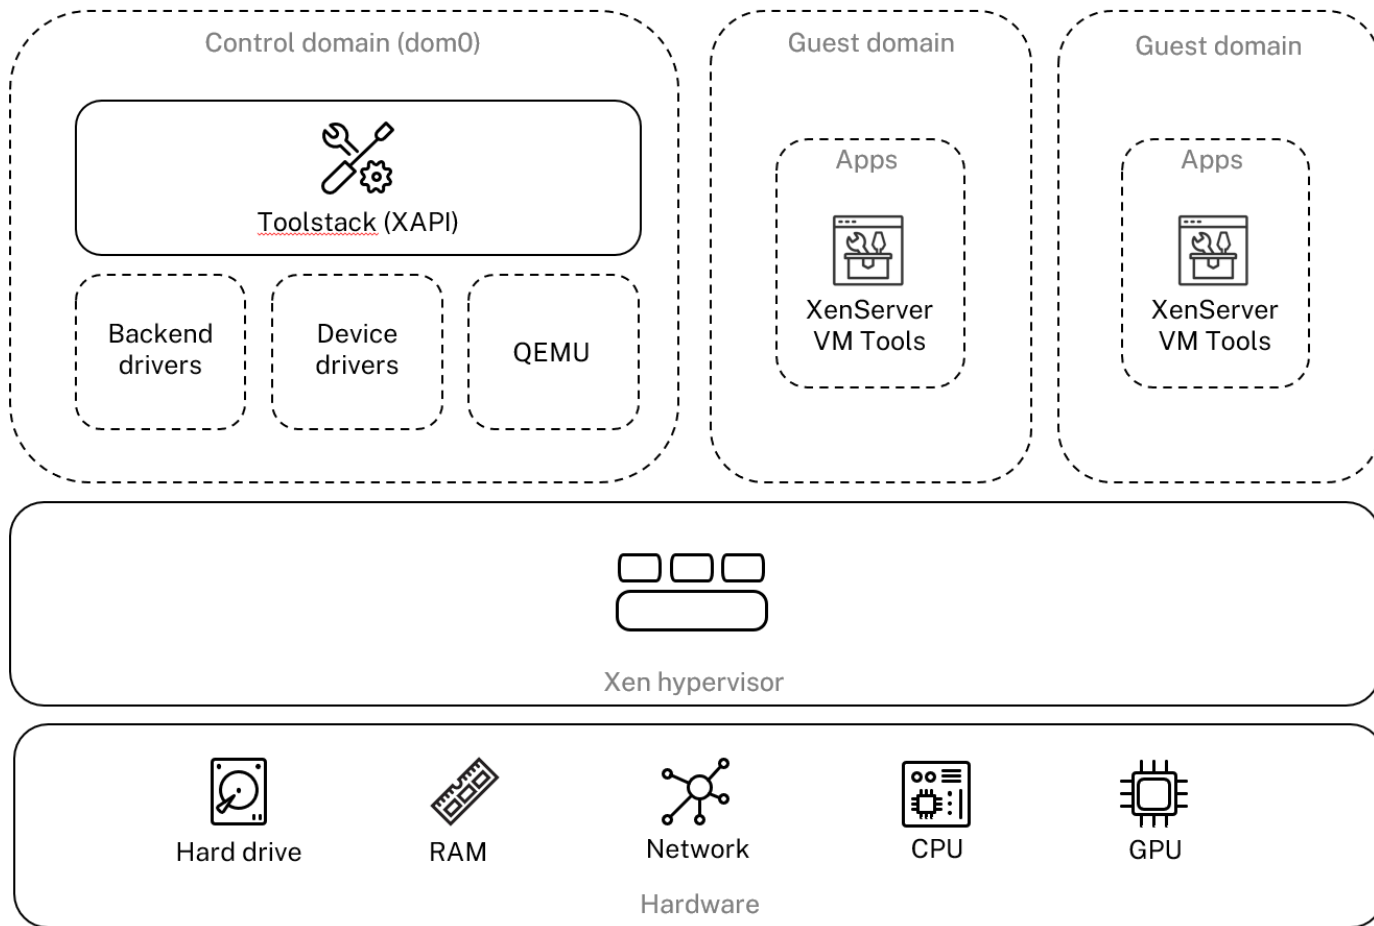 Control domain (dom0)
Toolstack (XAPI)
Backend
drivers
Device
drivers
QEMU
Guest domain
Apps
XenServer
VM Tools
Guest domain
Apps
XenServer
VM Tools
Xen hypervisor
Hard drive
RAM
Network
CPU
GPU
Hardware